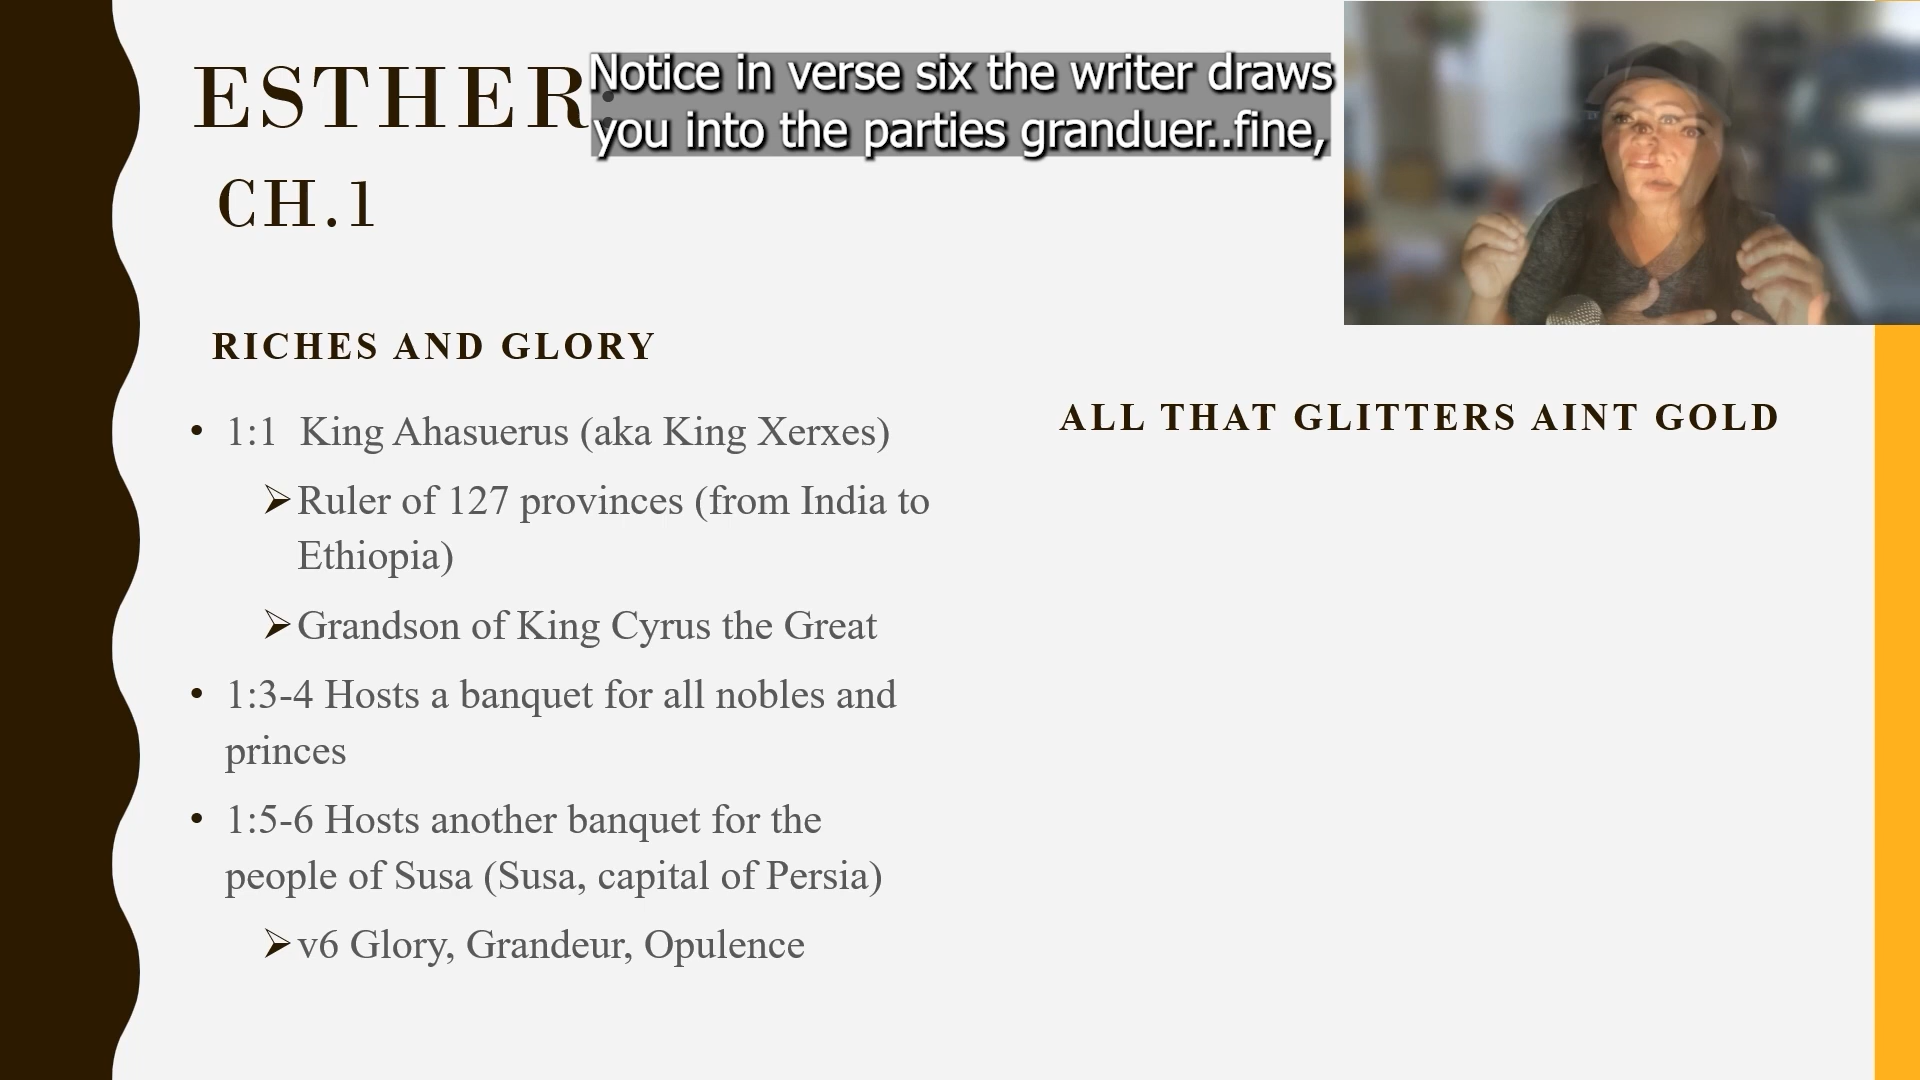 ESTHER:
CH.1
Notice in verse six the writer draws
you into the parties granduer..fine,
RICHES AND GLORY
• 1:1 King Ahasuerus (aka King Xerxes)
➢Ruler of 127 provinces (from India to
Ethiopia)
➢Grandson of King Cyrus the Great
• 1:3-4 Hosts a banquet for all nobles and
princes
• 1:5-6 Hosts another banquet for the
people of Susa (Susa, capital of Persia)
➢v6 Glory, Grandeur, Opulence
ALL THAT GLITTERS AINT GOLD